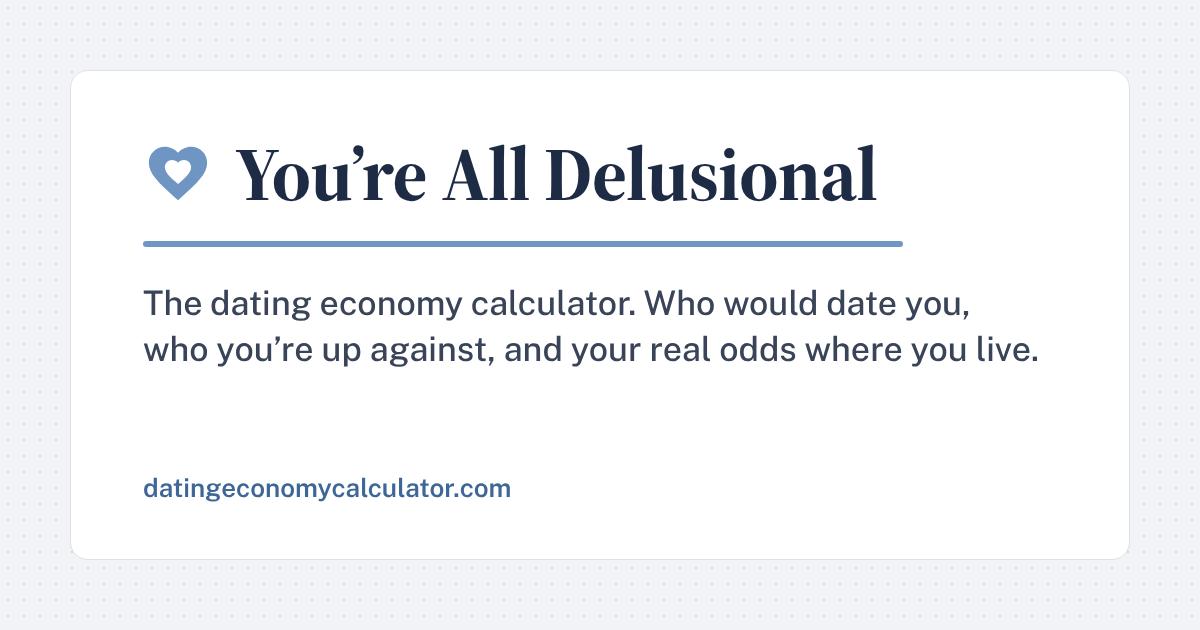 You’re All Delusional
The dating economy calculator. Who would date you,
who you’re up against, and your real odds where you live.
datingeconomycalculator.com